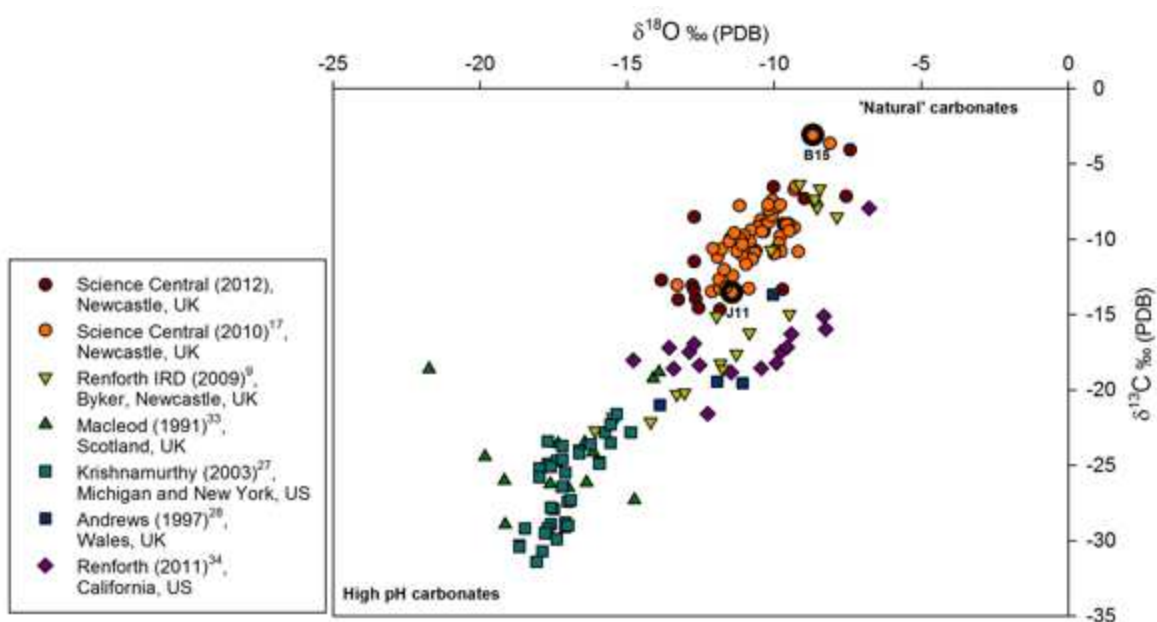 δ¹⁸O ‰ (PDB)
-25 -20 -15 -10 -5 0
0
'Natural' carbonates
B15
-5
-10
J11
-15
-20
-25
-30
-35
δ¹³C ‰ (PDB)
High pH carbonates
Science Central (2012),
Newcastle, UK
Science Central (2010)¹⁷,
Newcastle, UK
Renforth IRD (2009)⁹,
Byker, Newcastle, UK
Macleod (1991)³³,
Scotland, UK
Krishnamurthy (2003)²⁷,
Michigan and New York, US
Andrews (1997)²⁸,
Wales, UK
Renforth (2011)³⁴,
California, US